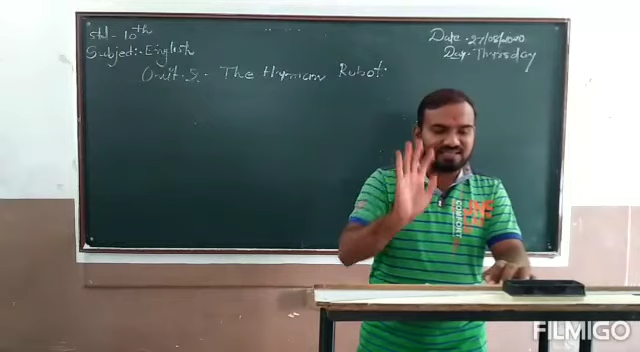 Std - 10th
Subject:- English
Date :- 27/08/2020
Day:- Thursday
Unit. 5. - The Human Robot.
COMFORT
FILMIGO